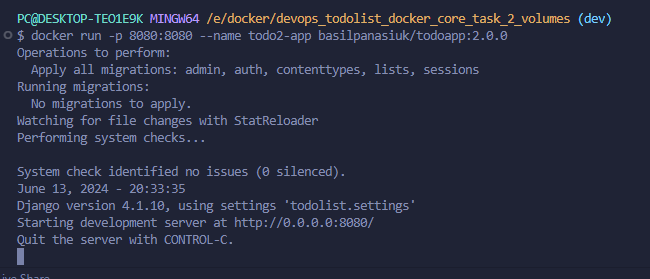 PC@DESKTOP-TEO1E9K MINGW64 /e/docker/devops_todolist_docker_core_task_2_volumes (dev)
$ docker run -p 8080:8080 --name todo2-app basilpanasiuk/todoapp:2.0.0
Operations to perform:
  Apply all migrations: admin, auth, contenttypes, lists, sessions
Running migrations:
  No migrations to apply.
Watching for file changes with StatReloader
Performing system checks...

System check identified no issues (0 silenced).
June 13, 2024 - 20:33:35
Django version 4.1.10, using settings 'todolist.settings'
Starting development server at http://0.0.0.0:8080/
Quit the server with CONTROL-C.
ive Share